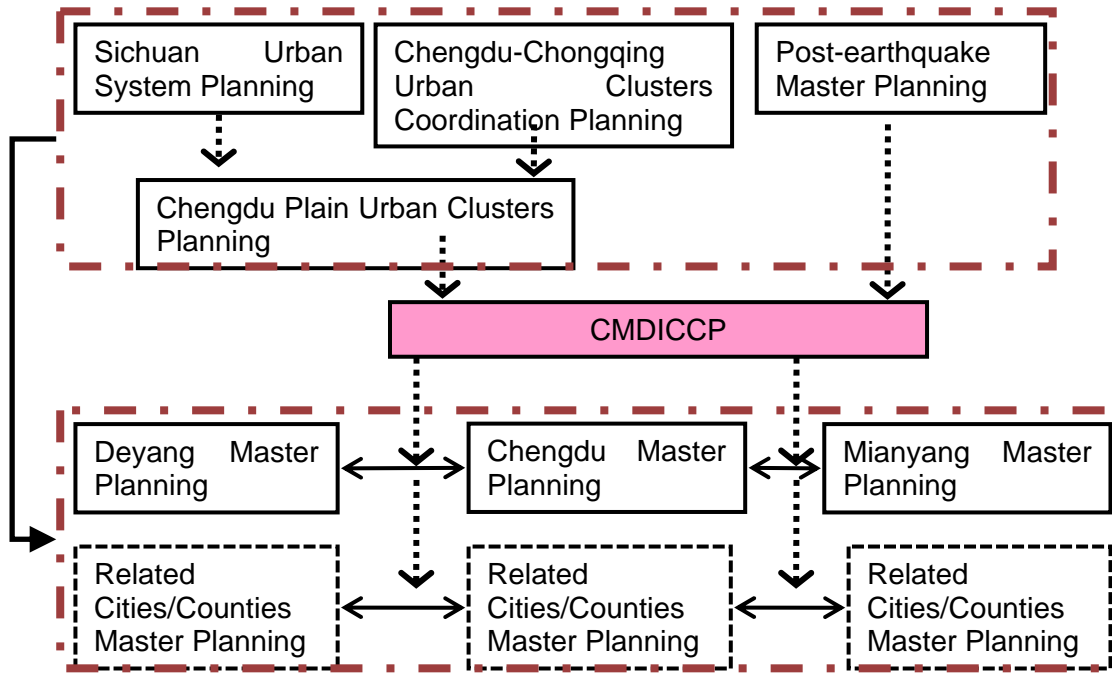 Sichuan Urban
System Planning
Chengdu-Chongqing
Urban Clusters
Coordination Planning
Post-earthquake
Master Planning
Chengdu Plain Urban Clusters
Planning
CMDICCP
Deyang Master
Planning
Chengdu Master
Planning
Mianyang Master
Planning
Related
Cities/Counties
Master Planning
Related
Cities/Counties
Master Planning
Related
Cities/Counties
Master Planning